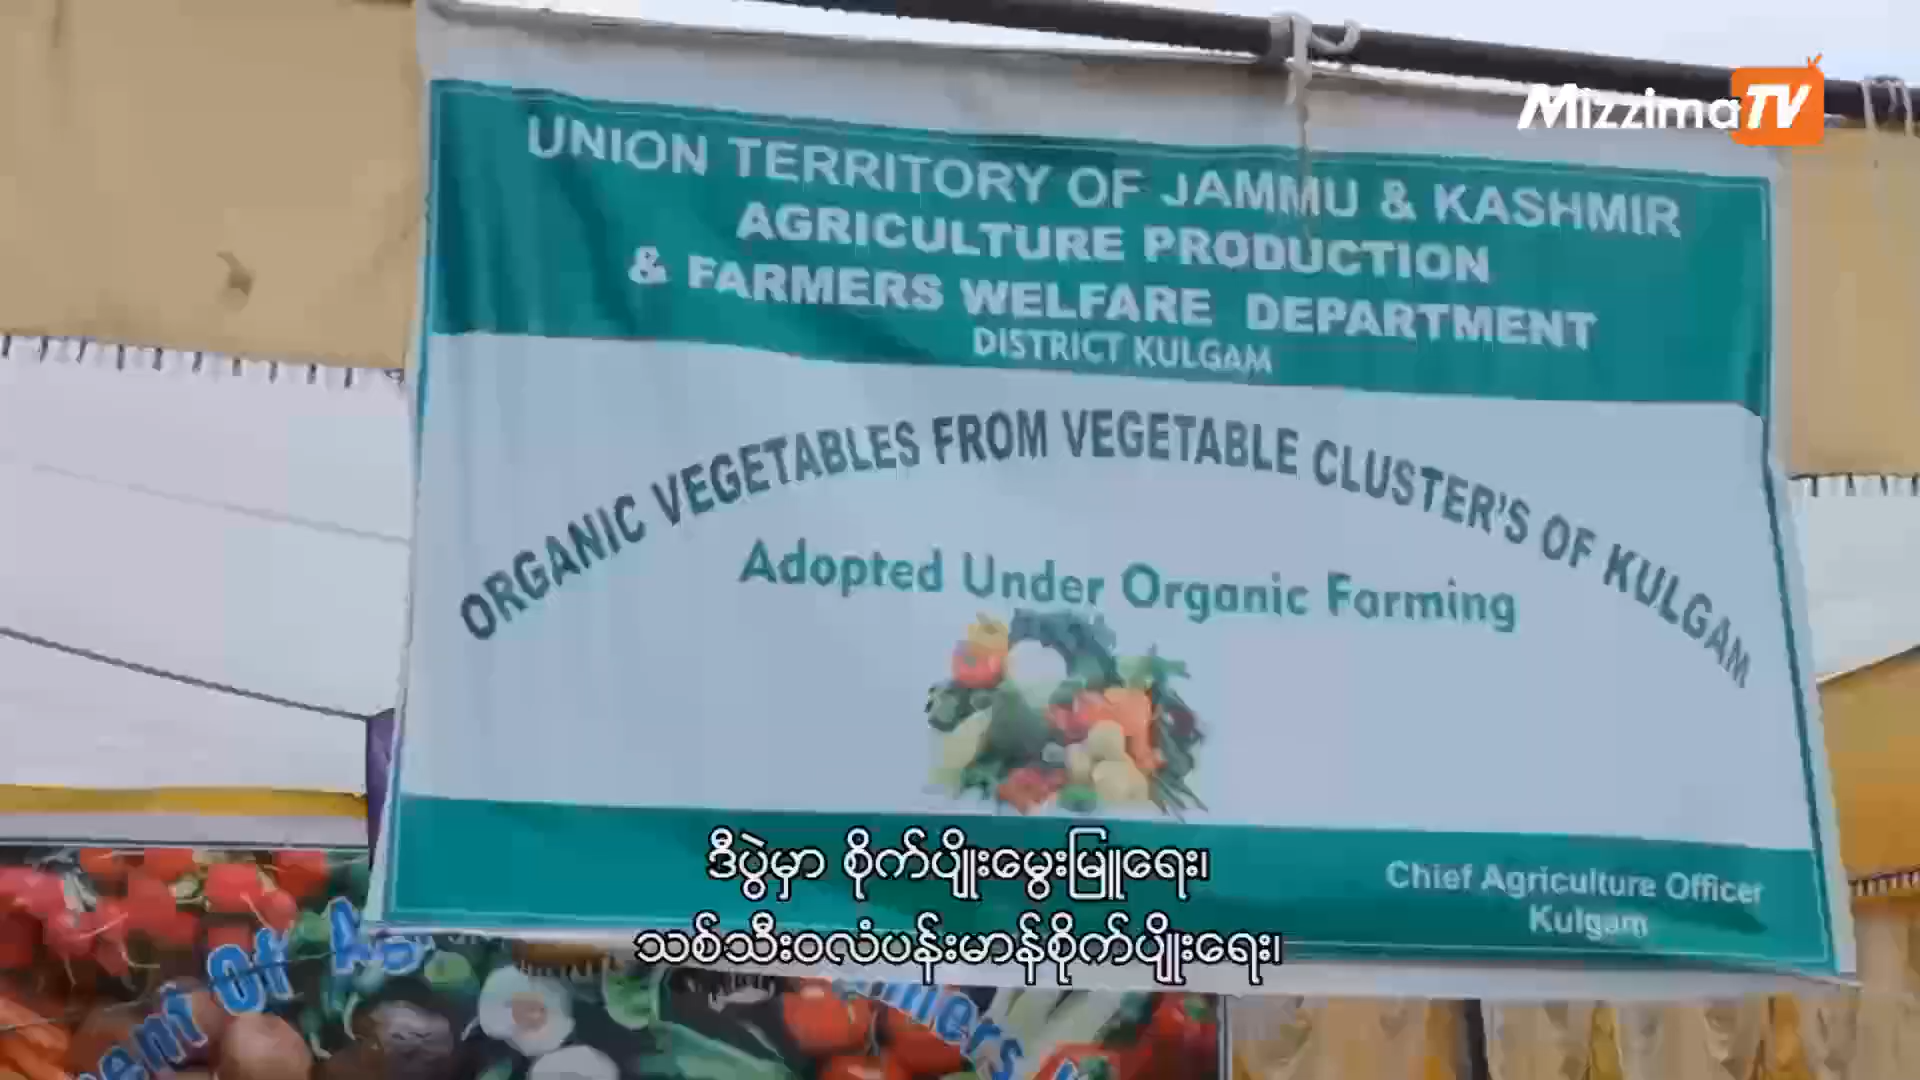 MizzimaTV
UNION TERRITORY OF JAMMU & KASHMIR
AGRICULTURE PRODUCTION
& FARMERS WELFARE DEPARTMENT
DISTRICT KULGAM
ORGANIC VEGETABLES FROM VEGETABLE CLUSTER'S OF KULGAM
Adopted Under Organic Farming
Chief Agriculture Officer
Kulgam
ဒီပွဲမှာ စိုက်ပျိုးမွေးမြူရေး၊
သစ်သီးဝလံပန်းမာန်စိုက်ပျိုးရေး၊
Of